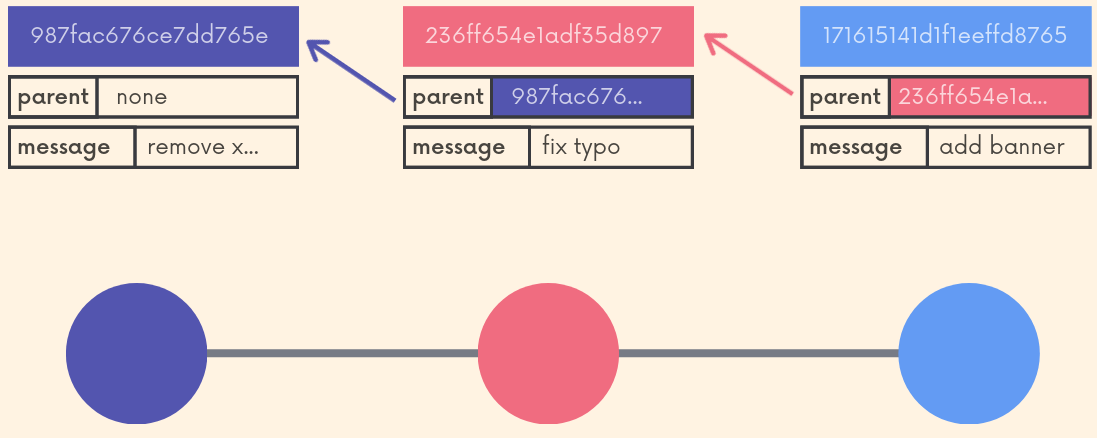 987fac676ce7dd765e 236ff654e1adf35d897 171615141d1f1eeffd8765
parent none parent 987fac676... parent 236ff654e1a...
message remove x... message fix typo message add banner